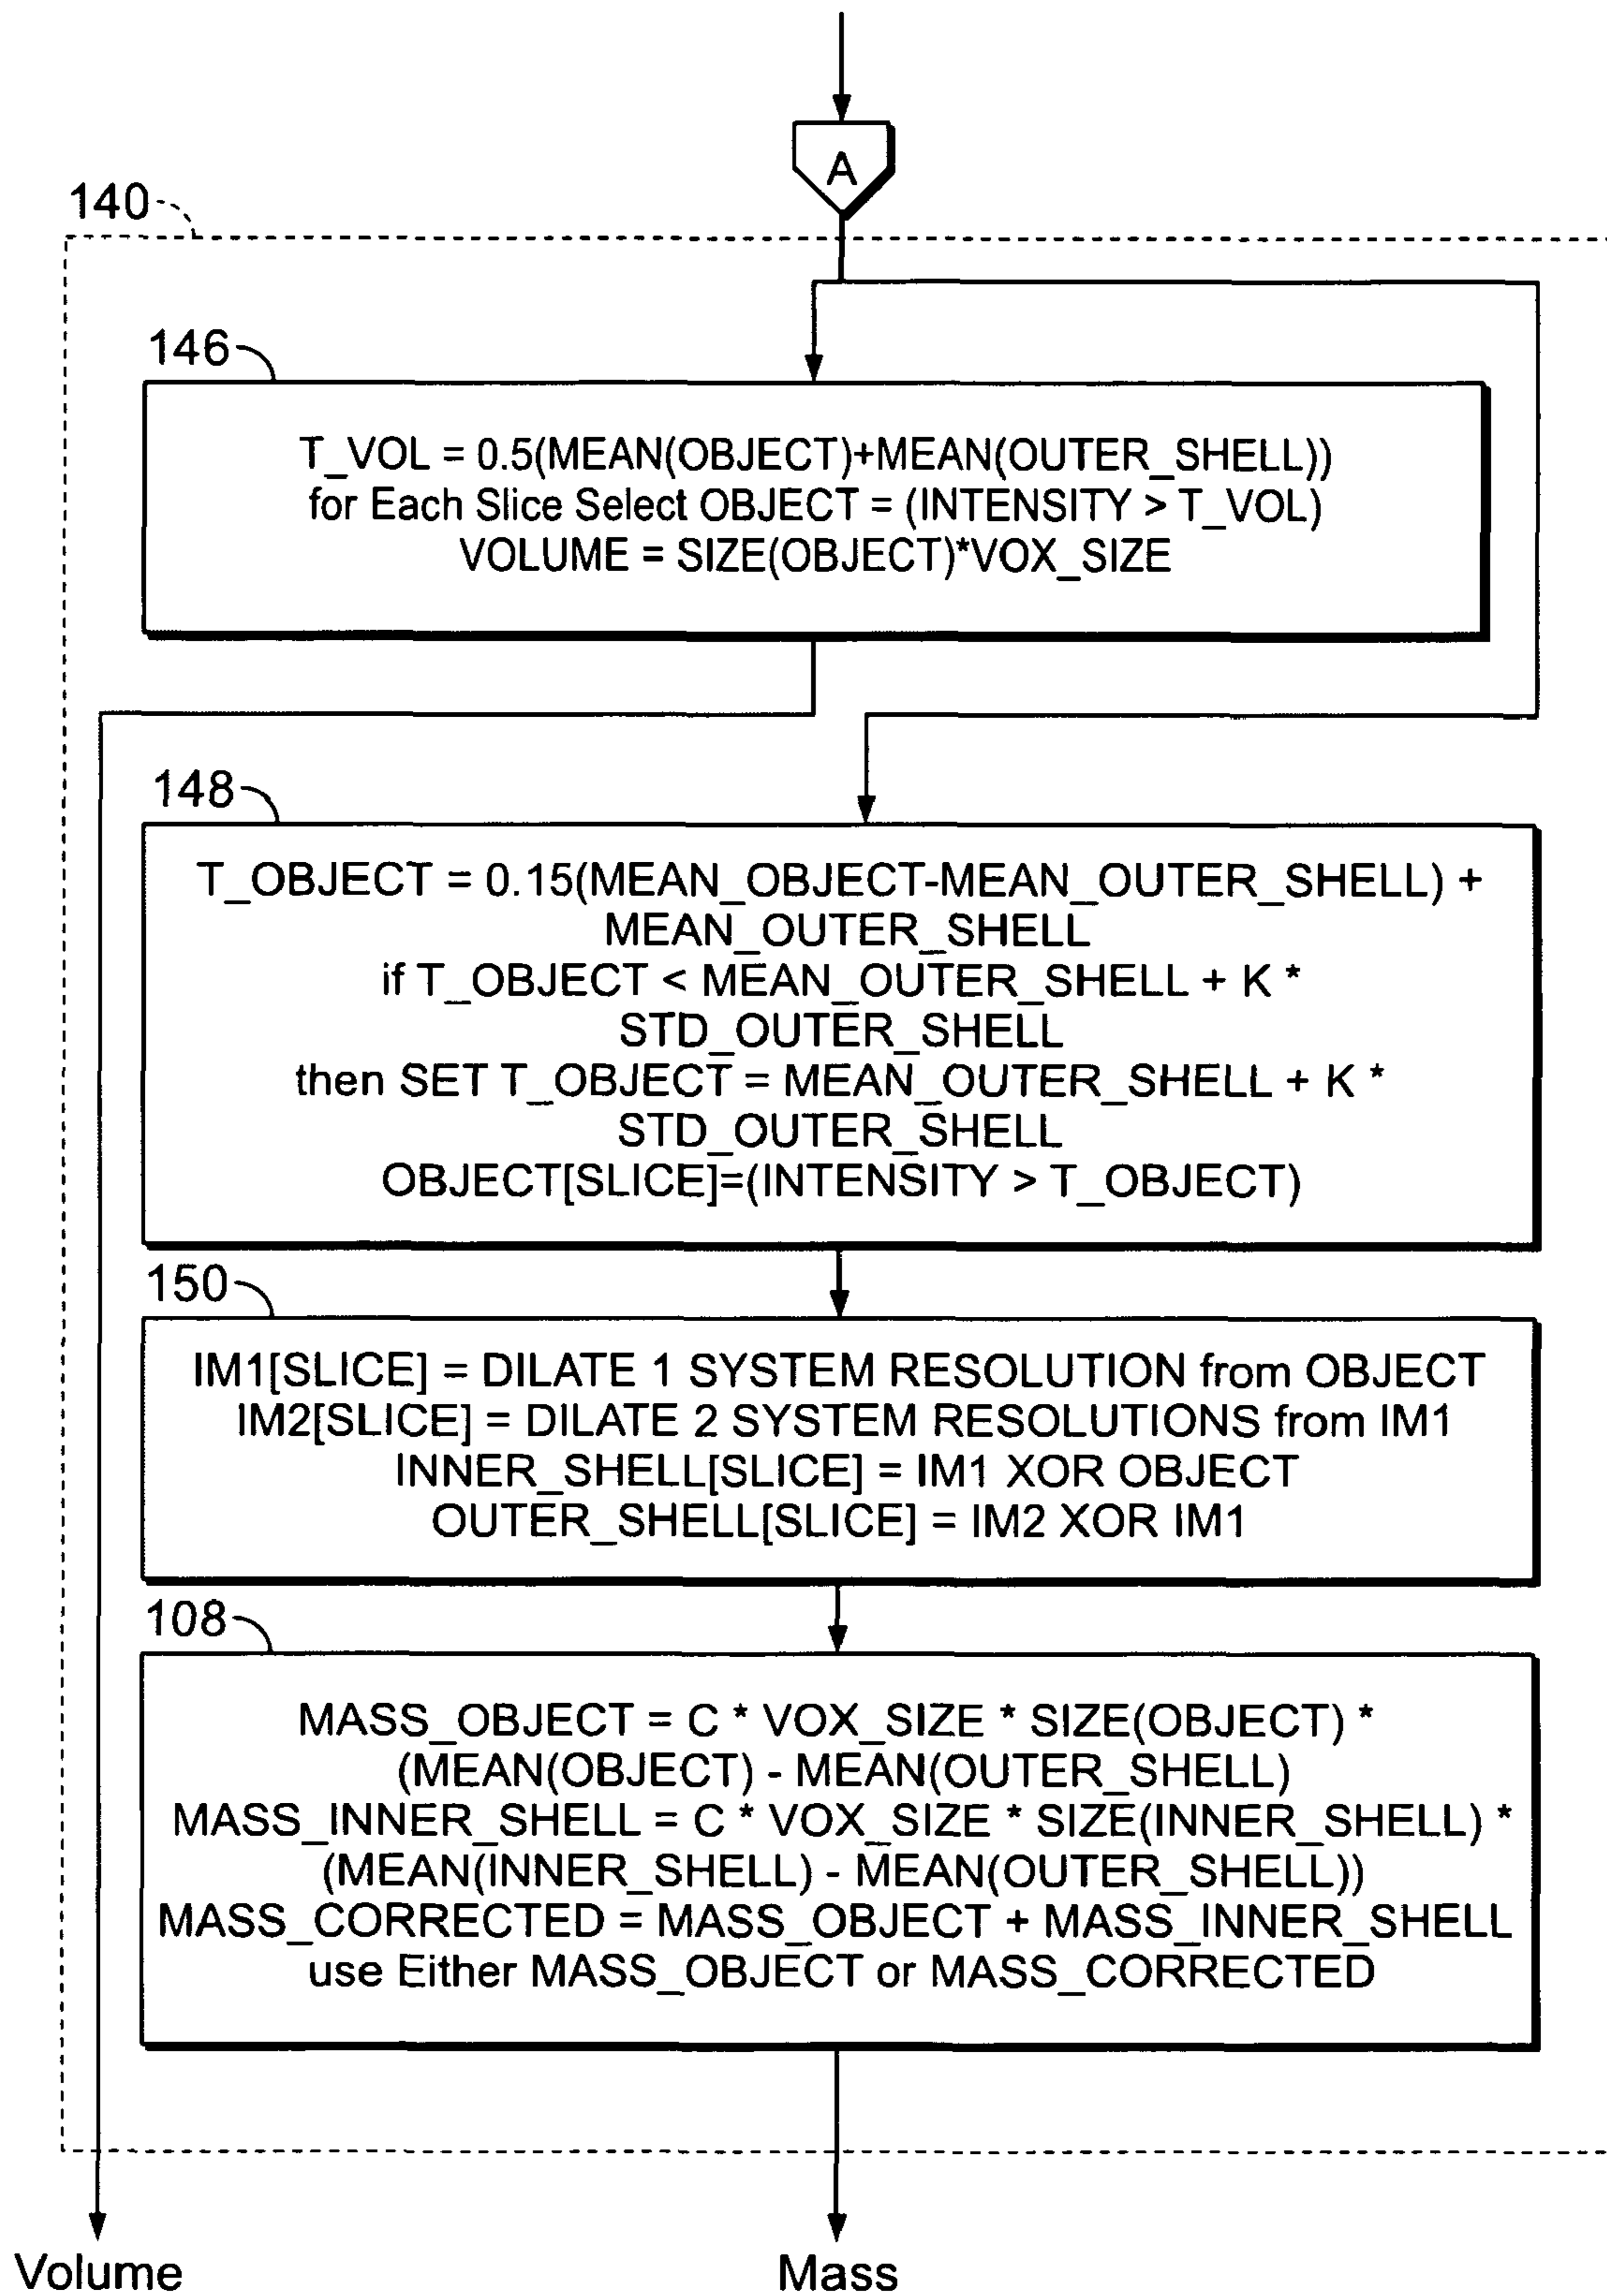 A
140
146
T_VOL = 0.5(MEAN(OBJECT)+MEAN(OUTER_SHELL))
for Each Slice Select OBJECT = (INTENSITY > T_VOL)
VOLUME = SIZE(OBJECT)*VOX_SIZE
148
T_OBJECT = 0.15(MEAN_OBJECT-MEAN_OUTER_SHELL) +
MEAN_OUTER_SHELL
if T_OBJECT < MEAN_OUTER_SHELL + K *
STD_OUTER_SHELL
then SET T_OBJECT = MEAN_OUTER_SHELL + K *
STD_OUTER_SHELL
OBJECT[SLICE]=(INTENSITY > T_OBJECT)
150
IM1[SLICE] = DILATE 1 SYSTEM RESOLUTION from OBJECT
IM2[SLICE] = DILATE 2 SYSTEM RESOLUTIONS from IM1
INNER_SHELL[SLICE] = IM1 XOR OBJECT
OUTER_SHELL[SLICE] = IM2 XOR IM1
108
MASS_OBJECT = C * VOX_SIZE * SIZE(OBJECT) *
(MEAN(OBJECT) - MEAN(OUTER_SHELL)
MASS_INNER_SHELL = C * VOX_SIZE * SIZE(INNER_SHELL) *
(MEAN(INNER_SHELL) - MEAN(OUTER_SHELL))
MASS_CORRECTED = MASS_OBJECT + MASS_INNER_SHELL
use Either MASS_OBJECT or MASS_CORRECTED
Volume
Mass